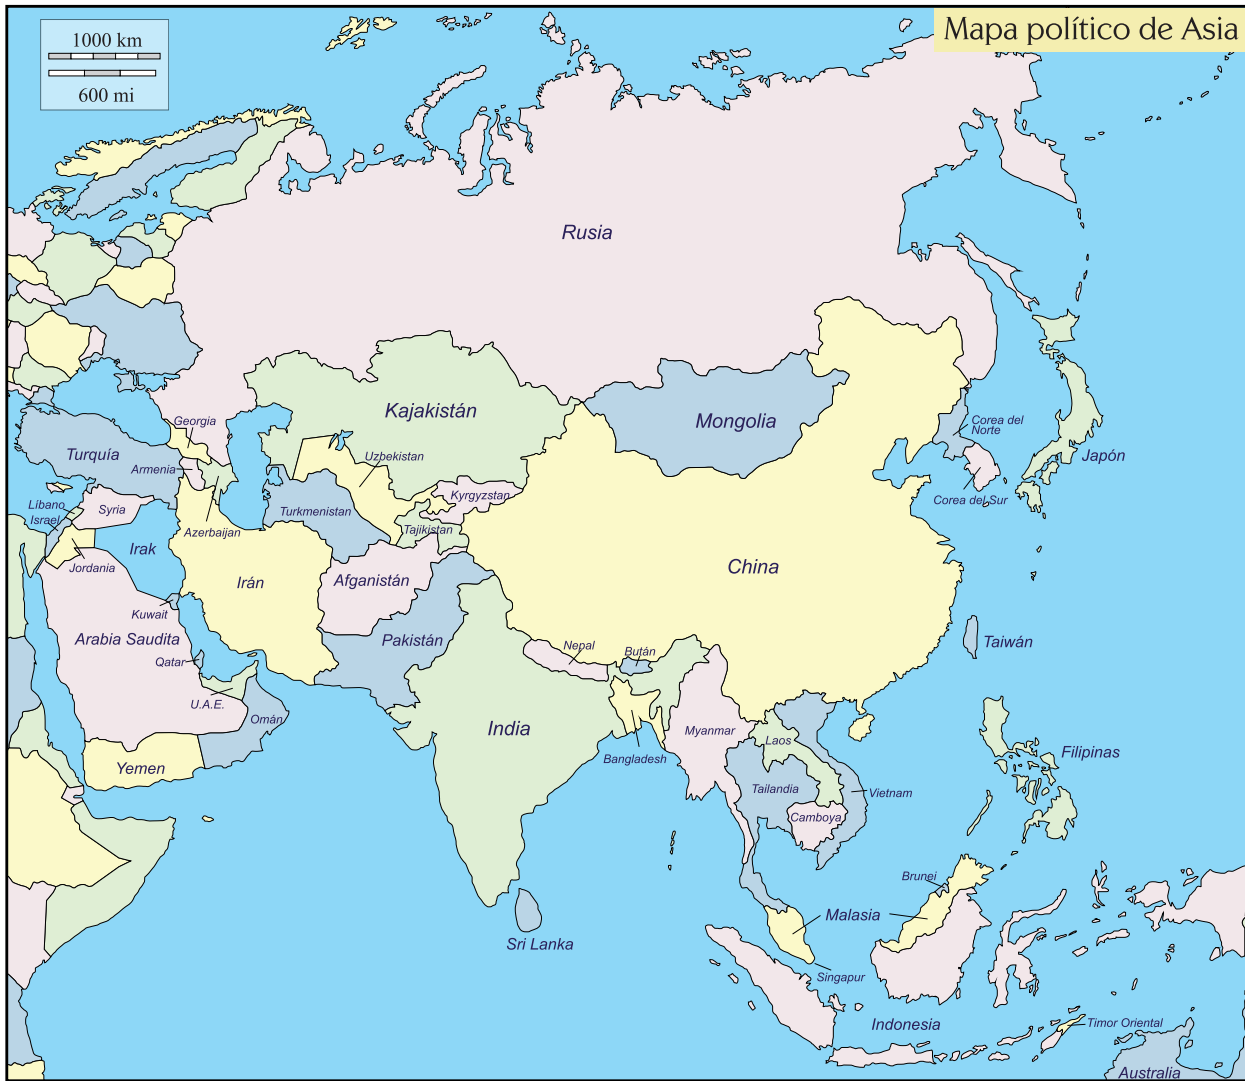 Mapa político de Asia
1000 km
600 mi
Rusia
Kajakistán
Mongolia
Georgia
Corea del
Norte
Turquía
Uzbekistan
Japón
Armenia
Kyrgyzstan
Corea del Sur
Líbano
Syria
Israel
Turkmenistan
Azerbaijan
Tajikistan
Irak
Jordania
China
Irán
Afganistán
Kuwait
Arabia Saudita
Pakistán
Taiwán
Nepal
Bután
Qatar
U.A.E.
Omán
India
Myanmar
Laos
Filipinas
Bangladesh
Yemen
Tailandia
Vietnam
Camboya
Brunei
Malasia
Sri Lanka
Singapur
Indonesia
Timor Oriental
Australia